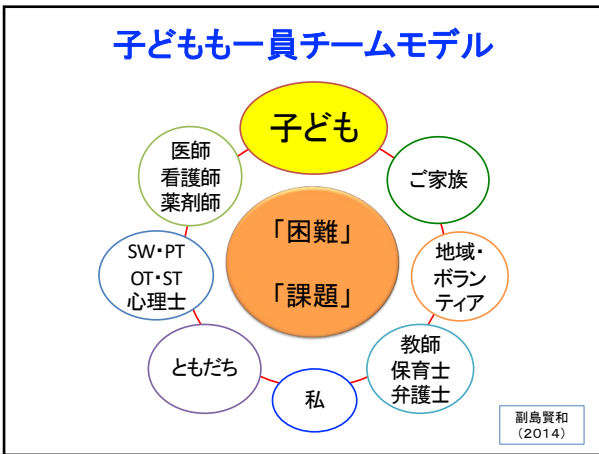 子どもも一員チームモデル
子ども
医師
看護師
薬剤師
ご家族
「困難」
「課題」
SW・PT
OT・ST
心理士
地域・
ボラン
ティア
ともだち
私
教師
保育士
弁護士
副島賢和
（２０１４）